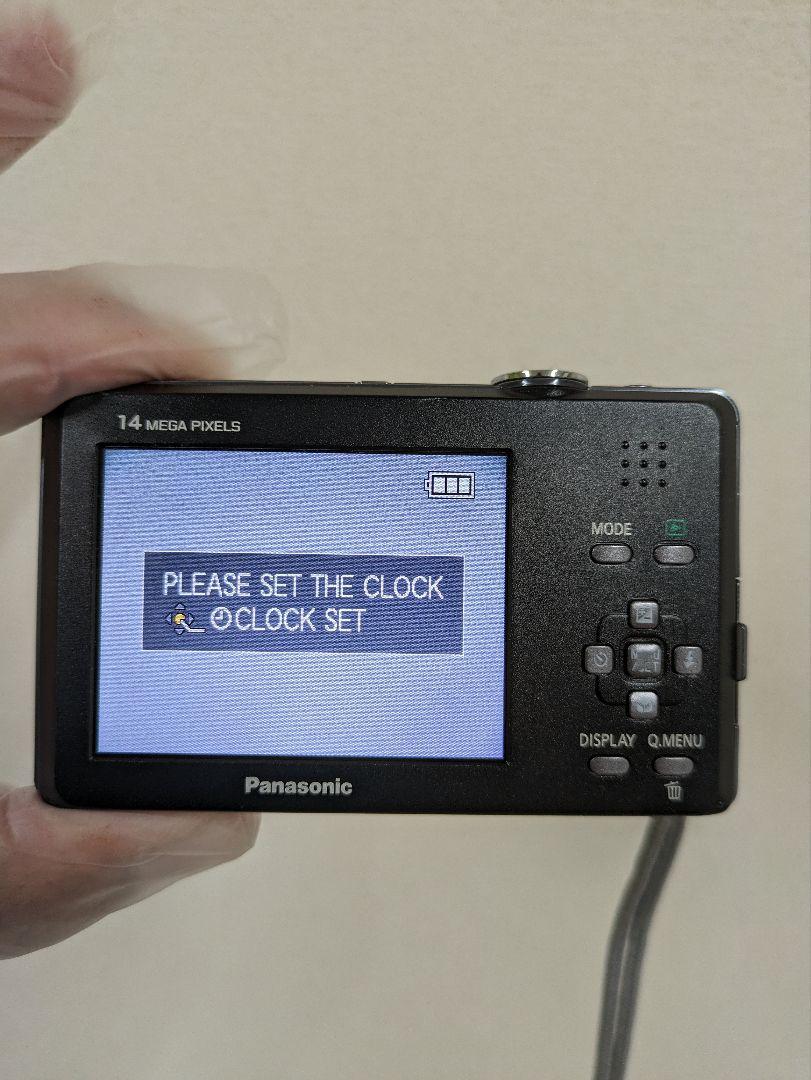 14 MEGA PIXELS
PLEASE SET THE CLOCK
CLOCK SET
MODE
DISPLAY Q.MENU
Panasonic